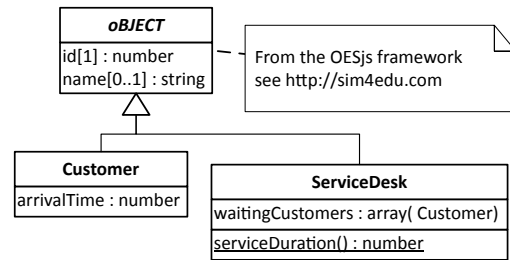 oBJECT
id[1] : number
name[0..1] : string
From the OESjs framework
see http://sim4edu.com
Customer
arrivalTime : number
ServiceDesk
waitingCustomers : array( Customer)
serviceDuration() : number